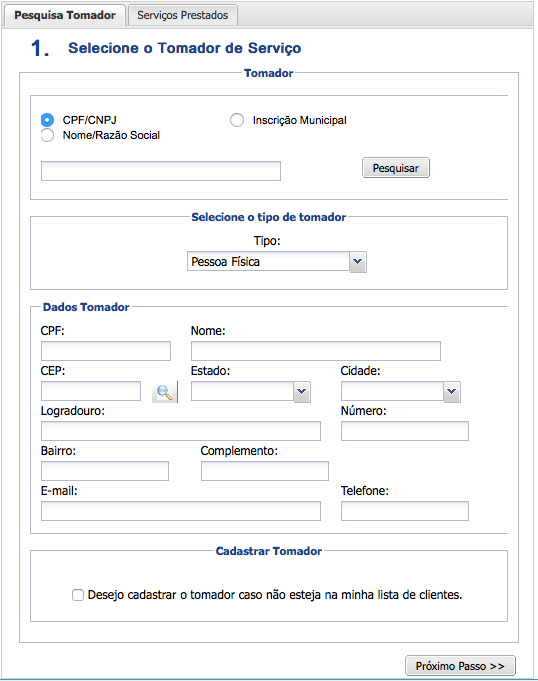 Pesquisa Tomador Serviços Prestados
1. Selecione o Tomador de Serviço
Tomador
CPF/CNPJ Inscrição Municipal
Nome/Razão Social
Pesquisar
Selecione o tipo de tomador
Tipo:
Pessoa Física
Dados Tomador
CPF: Nome:
CEP: Estado: Cidade:
Logradouro: Número:
Bairro: Complemento:
E-mail: Telefone:
Cadastrar Tomador
Desejo cadastrar o tomador caso não esteja na minha lista de clientes.
Próximo Passo >>